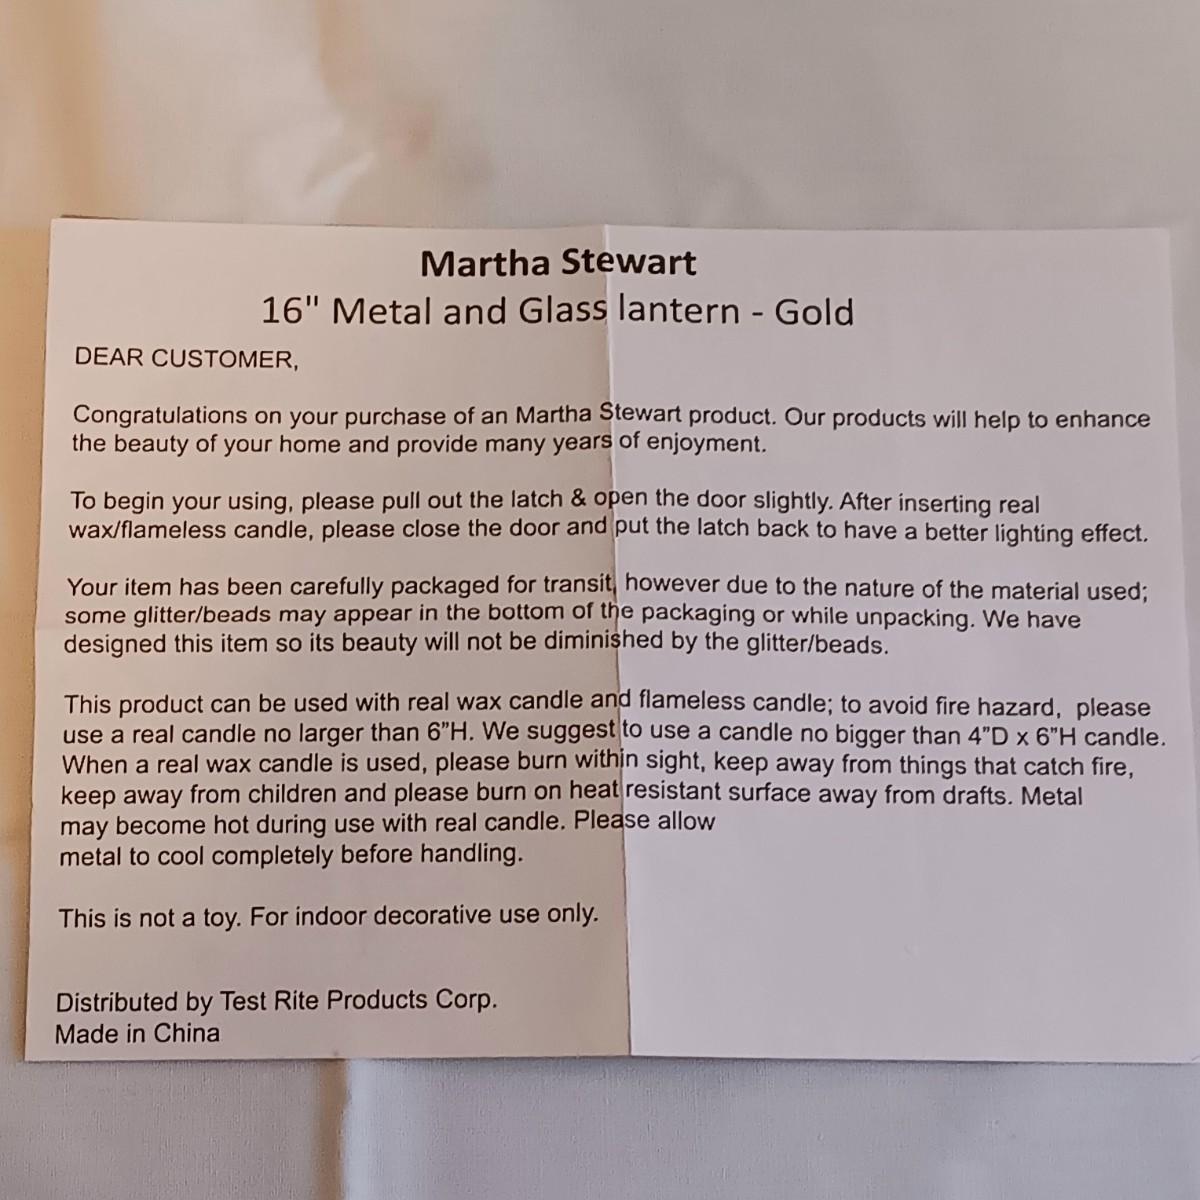 Martha Stewart
16" Metal and Glass lantern - Gold
DEAR CUSTOMER,
Congratulations on your purchase of an Martha Stewart product. Our products will help to enhance
the beauty of your home and provide many years of enjoyment.
To begin your using, please pull out the latch & open the door slightly. After inserting real
wax/flameless candle, please close the door and put the latch back to have a better lighting effect.
Your item has been carefully packaged for transit, however due to the nature of the material used;
some glitter/beads may appear in the bottom of the packaging or while unpacking. We have
designed this item so its beauty will not be diminished by the glitter/beads.
This product can be used with real wax candle and flameless candle; to avoid fire hazard, please
use a real candle no larger than 6”H. We suggest to use a candle no bigger than 4”D x 6”H candle.
When a real wax candle is used, please burn within sight, keep away from things that catch fire,
keep away from children and please burn on heat resistant surface away from drafts. Metal
may become hot during use with real candle. Please allow
metal to cool completely before handling.
This is not a toy. For indoor decorative use only.
Distributed by Test Rite Products Corp.
Made in China